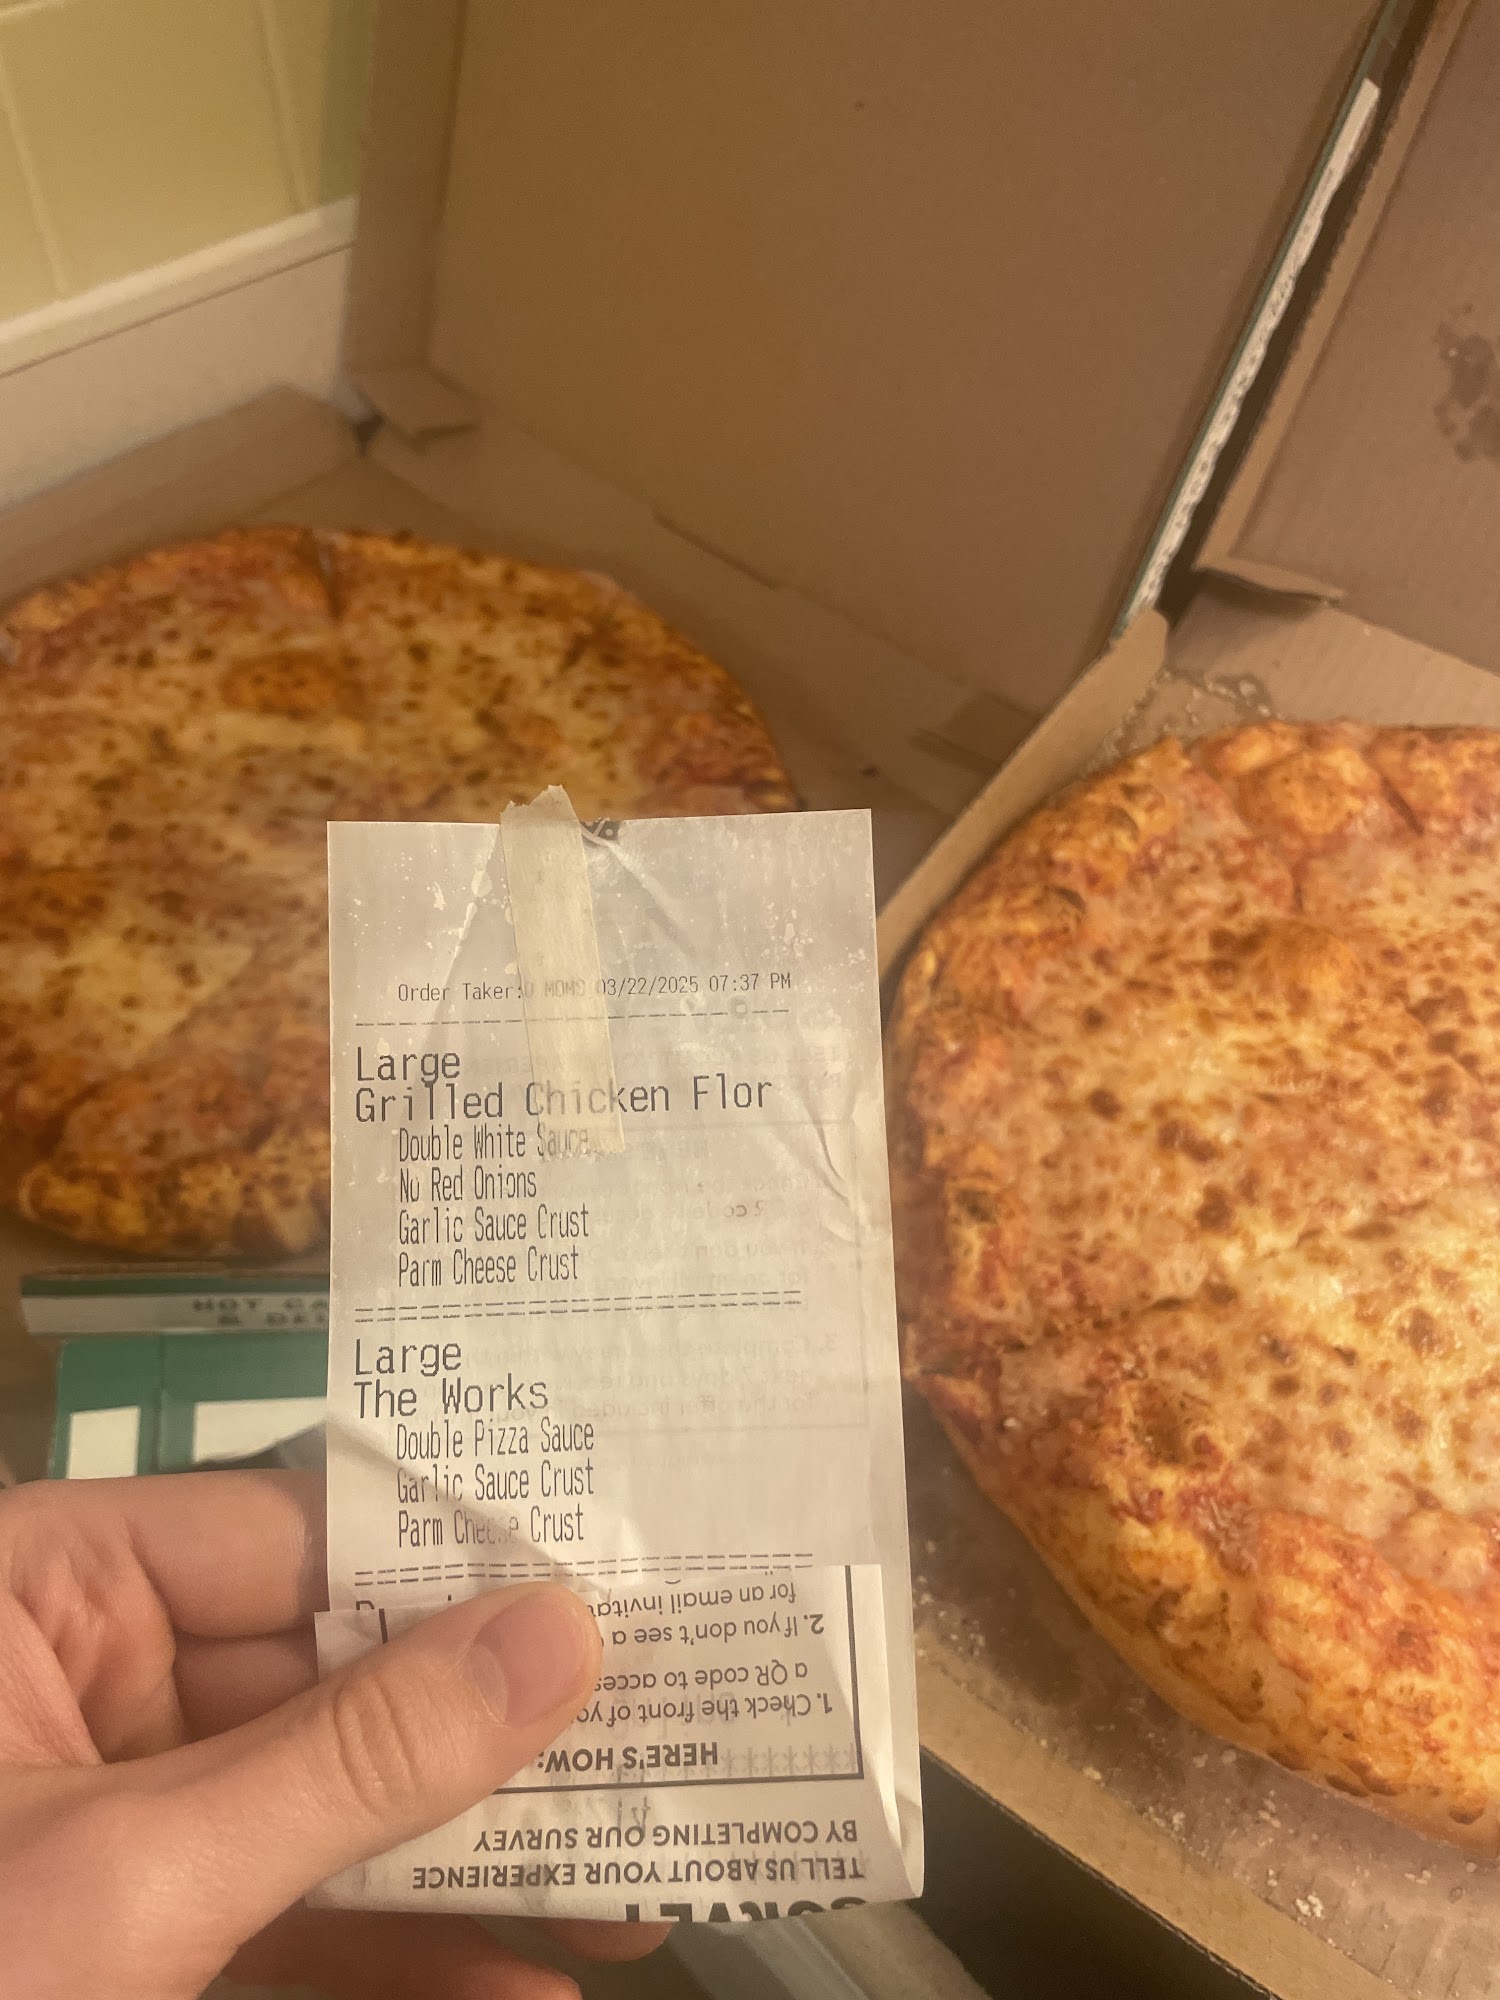 Order Taker: MOMS 03/22/2025 07:37 PM
Large
Grilled Chicken Flor
Double White Sauce
No Red Onions
Garlic Sauce Crust
Parm Cheese Crust
Large
The Works
Double Pizza Sauce
Garlic Sauce Crust
Parm Cheese Crust
HOT
SURVEY
TELL US ABOUT YOUR EXPERIENCE
BY COMPLETING OUR SURVEY
HERE'S HOW:
1. Check the front of
a QR code to
2. If you don't see a
for an email